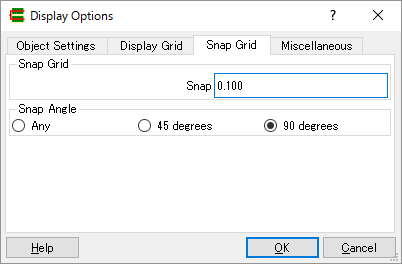 Display Options ?
Object Settings Display Grid Snap Grid Miscellaneous
Snap Grid
Snap 0.100
Snap Angle
Any 45 degrees 90 degrees
Help OK Cancel